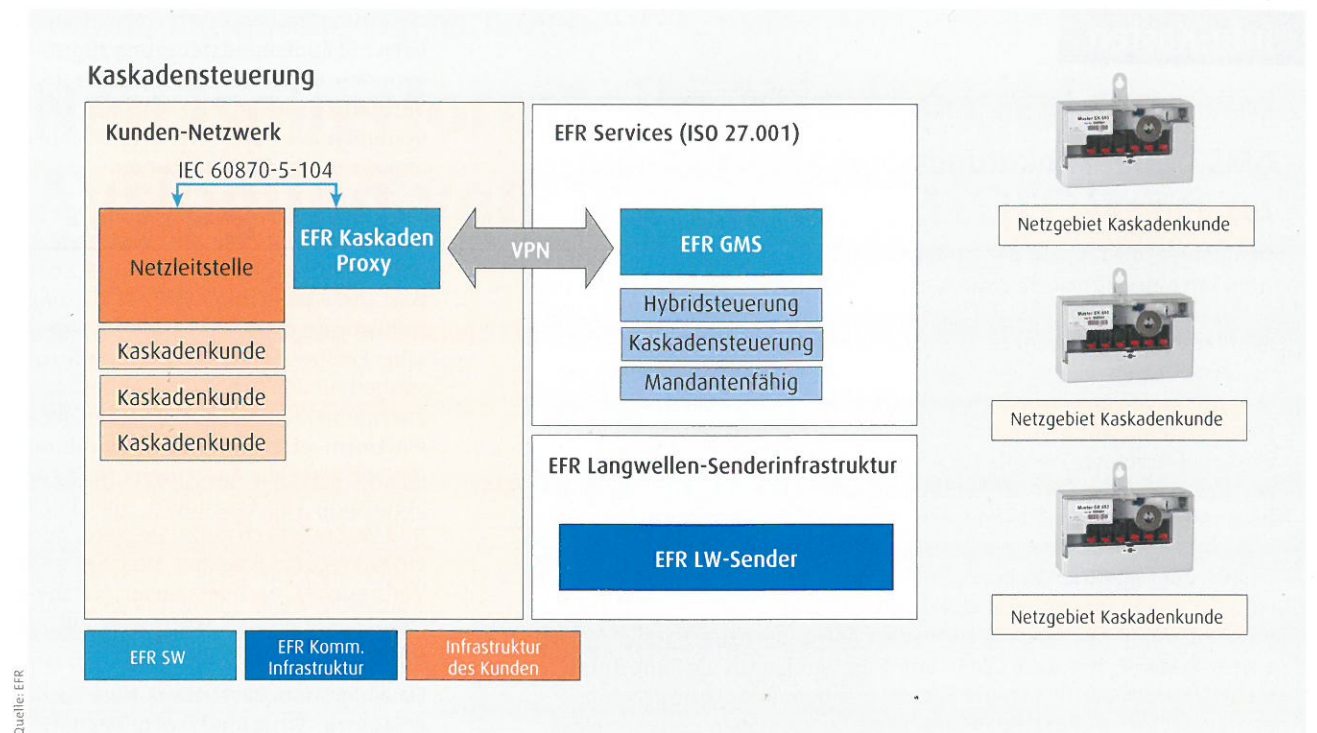 Kaskadensteuerung
Kunden-Netzwerk
IEC 60870-5-104
Netzleitstelle
EFR Kaskaden
Proxy
Kaskadenkunde
Kaskadenkunde
Kaskadenkunde
VPN
EFR Services (ISO 27.001)
EFR GMS
Hybridsteuerung
Kaskadensteuerung
Mandantenfähig
EFR Langwellen-Senderinfrastruktur
EFR LW-Sender
Netzgebiet Kaskadenkunde
Netzgebiet Kaskadenkunde
Netzgebiet Kaskadenkunde
EFR SW
EFR Komm.
Infrastruktur
Infrastruktur
des Kunden
Quelle: EFR